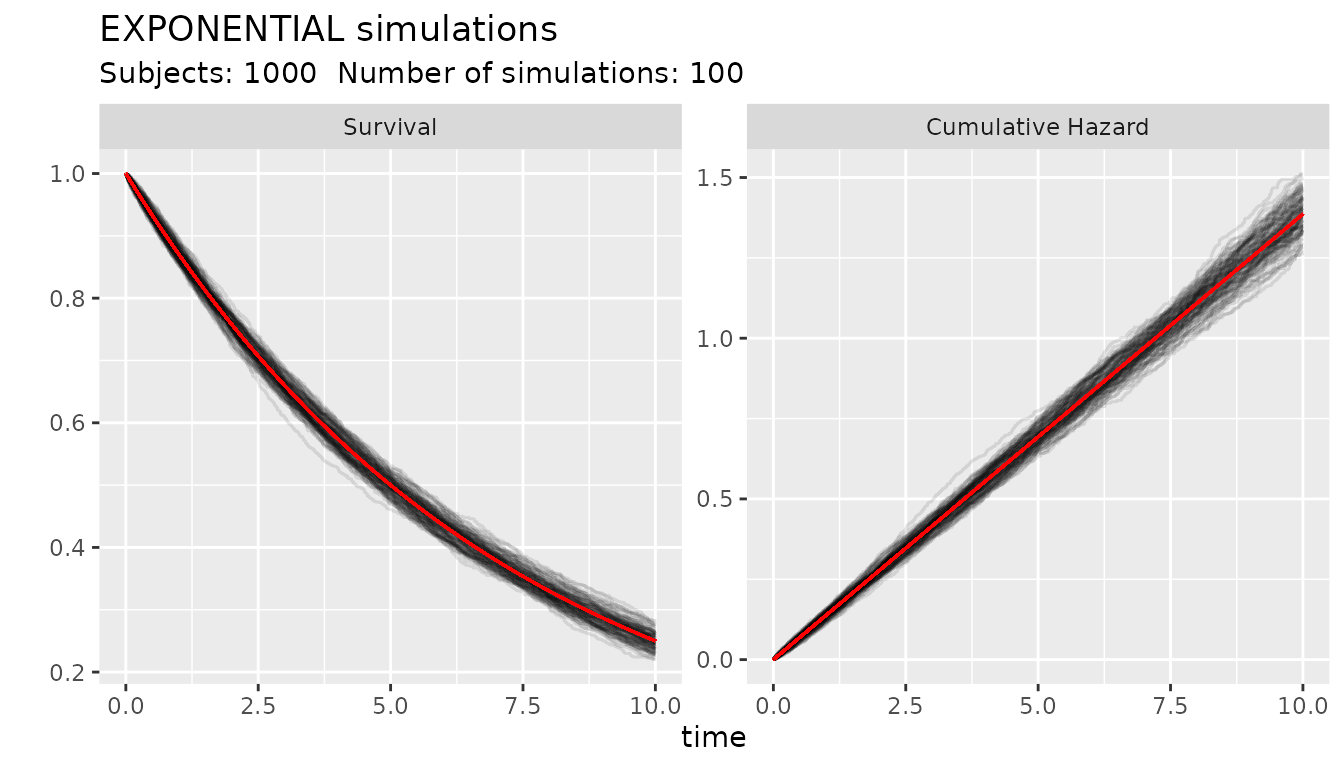 EXPONENTIAL simulations
Subjects: 1000  Number of simulations: 100
Survival
1.0
0.8
0.6
0.4
0.2
0.0 2.5 5.0 7.5 10.0
Cumulative Hazard
1.5
1.0
0.5
0.0
0.0 2.5 5.0 7.5 10.0
time